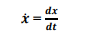 ẋ = dx/dt